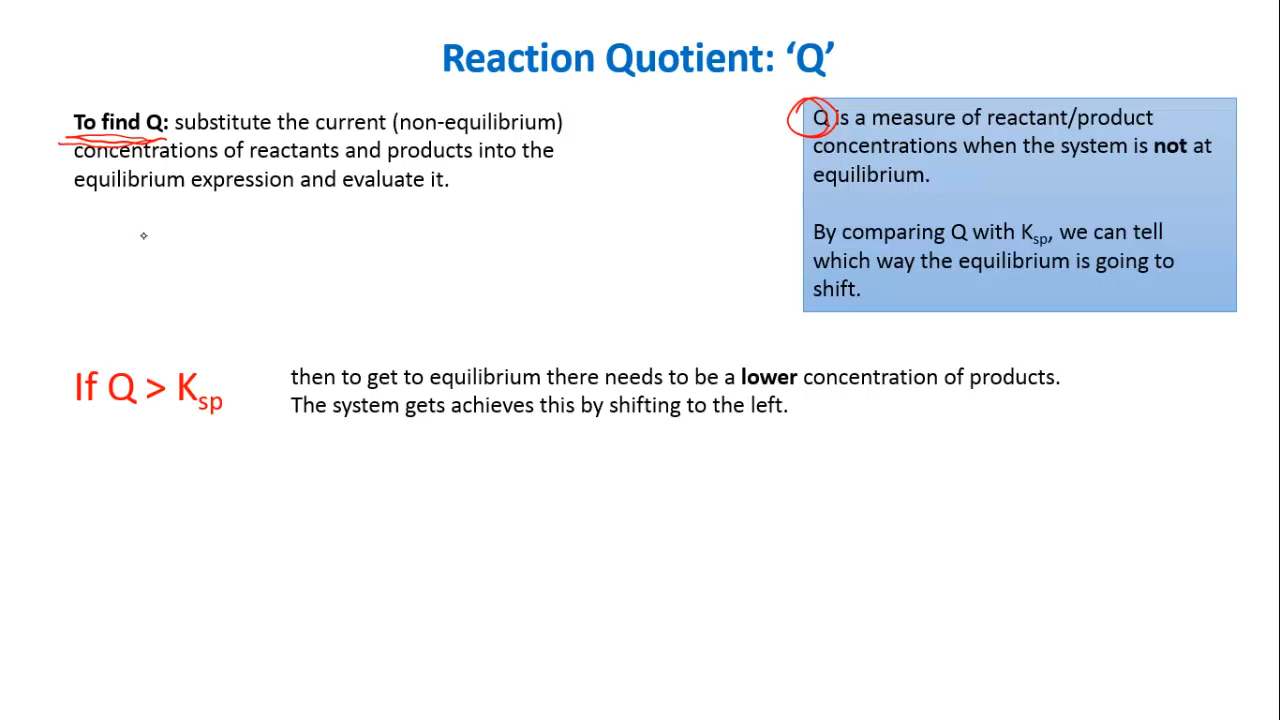 Reaction Quotient: ‘Q’
To find Q: substitute the current (non-equilibrium)
concentrations of reactants and products into the
equilibrium expression and evaluate it.
Q is a measure of reactant/product
concentrations when the system is not at
equilibrium.
By comparing Q with Ksp, we can tell
which way the equilibrium is going to
shift.
If Q > Ksp
then to get to equilibrium there needs to be a lower concentration of products.
The system gets achieves this by shifting to the left.